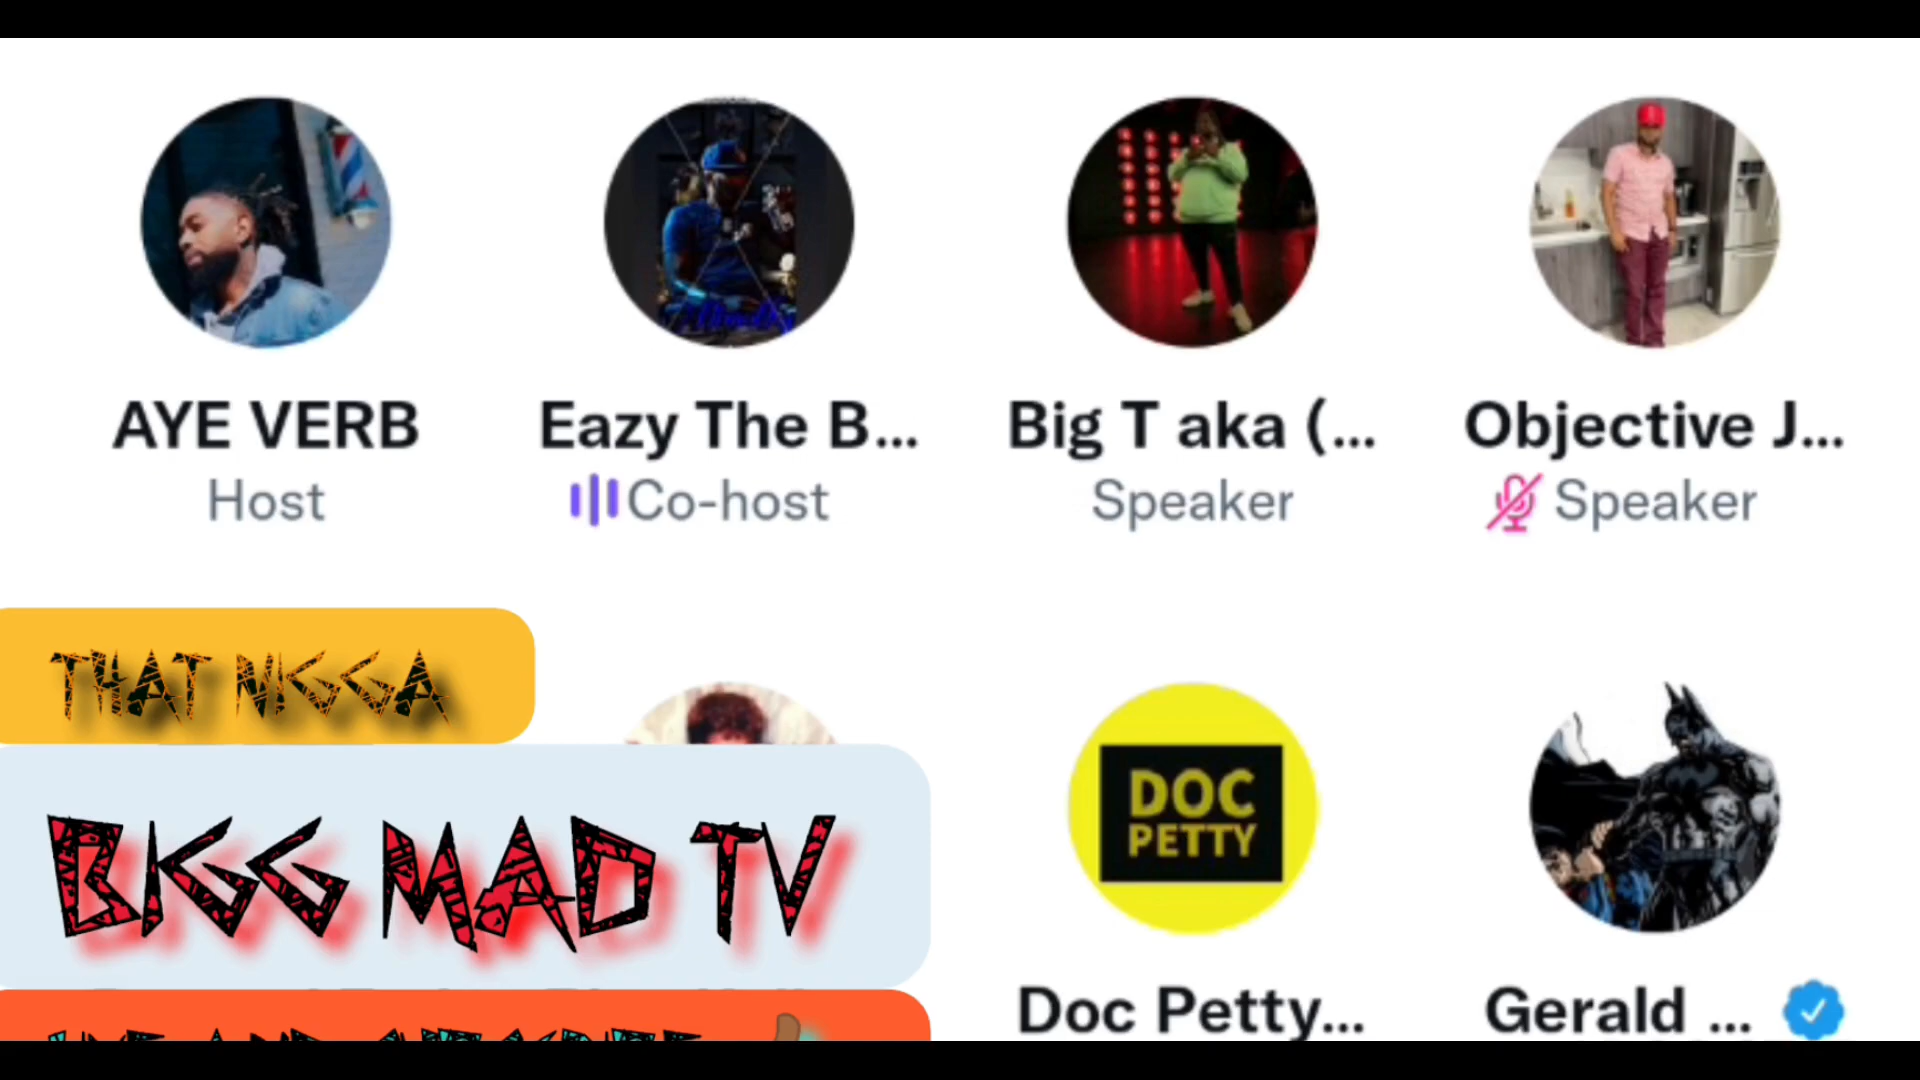 AYE VERB
Eazy The B...
Big T aka (...
Objective J...
Host
Co-host
Speaker
Speaker
THAT NIGGA
BIGG MAD TV
DOC
PETTY
Doc Petty...
Gerald ...